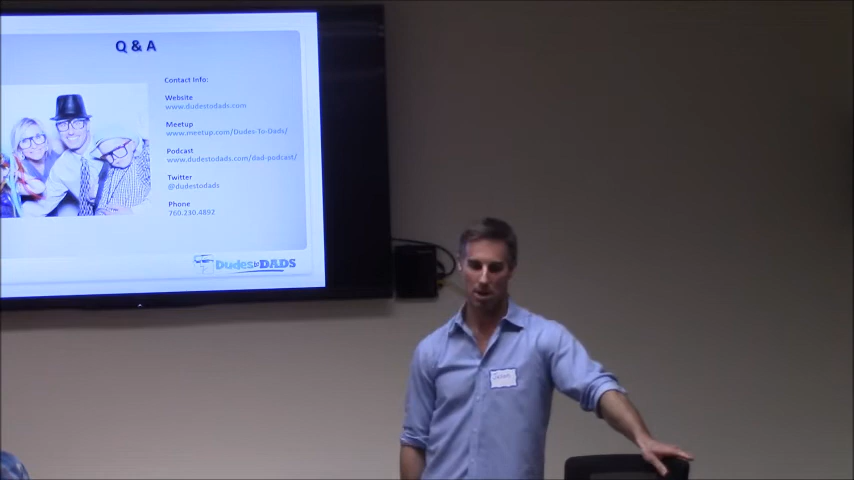 Q & A
Contact Info:
Website
www.dudestodads.com
Meetup
www.meetup.com/Dudes-To-Dads/
Podcast
www.dudestodads.com/dad-podcast/
Twitter
@dudestodads
Phone
760.230.4892
Dudes to DADS